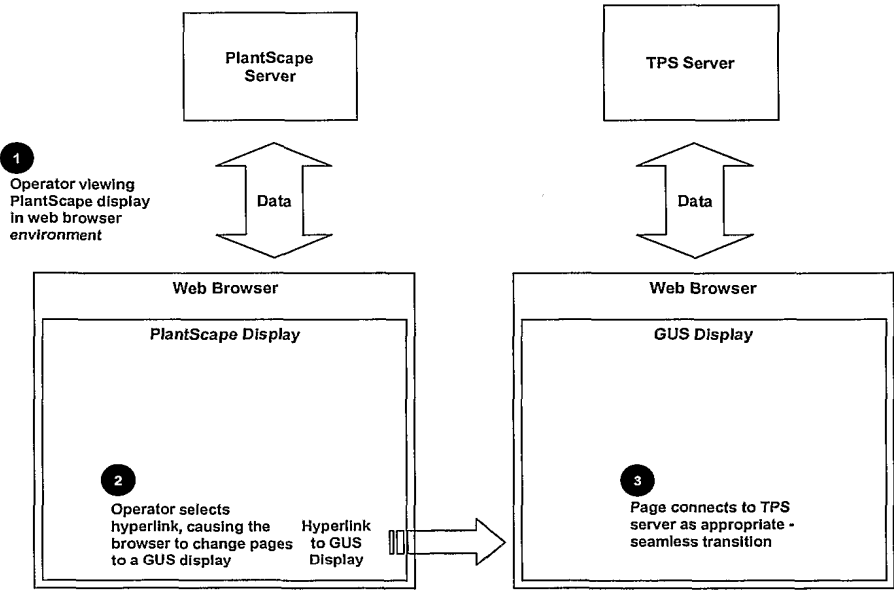 PlantScape
Server
TPS Server
1
Operator viewing
PlantScape display
in web browser
environment
Data
Data
Web Browser
PlantScape Display
2
Operator selects
hyperlink, causing the
browser to change pages
to a GUS display
Hyperlink
to GUS
Display
Web Browser
GUS Display
3
Page connects to TPS
server as appropriate -
seamless transition